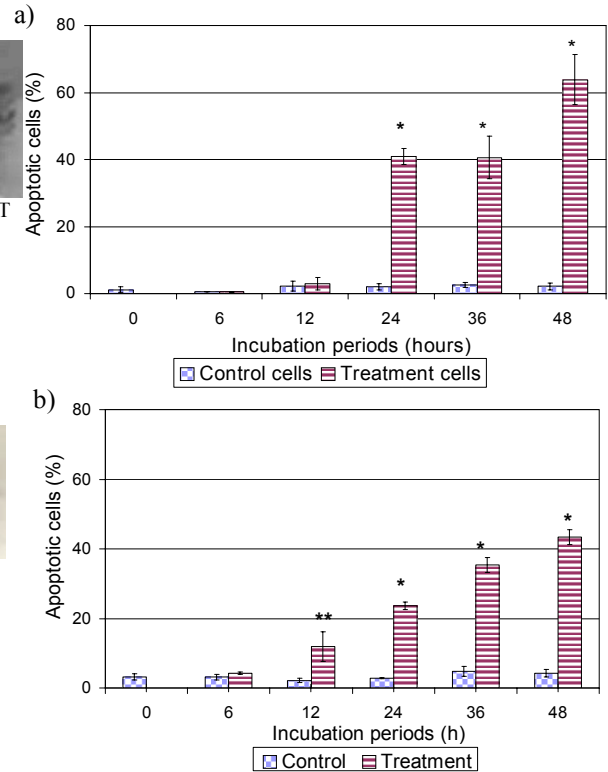 a)
80
60
40
20
0
Apoptotic cells (%)
*
*
*
T
0 6 12 24 36 48
Incubation periods (hours)
Control cells Treatment cells
b)
80
60
40
20
0
Apoptotic cells (%)
**
*
*
*
0 6 12 24 36 48
Incubation periods (h)
Control Treatment